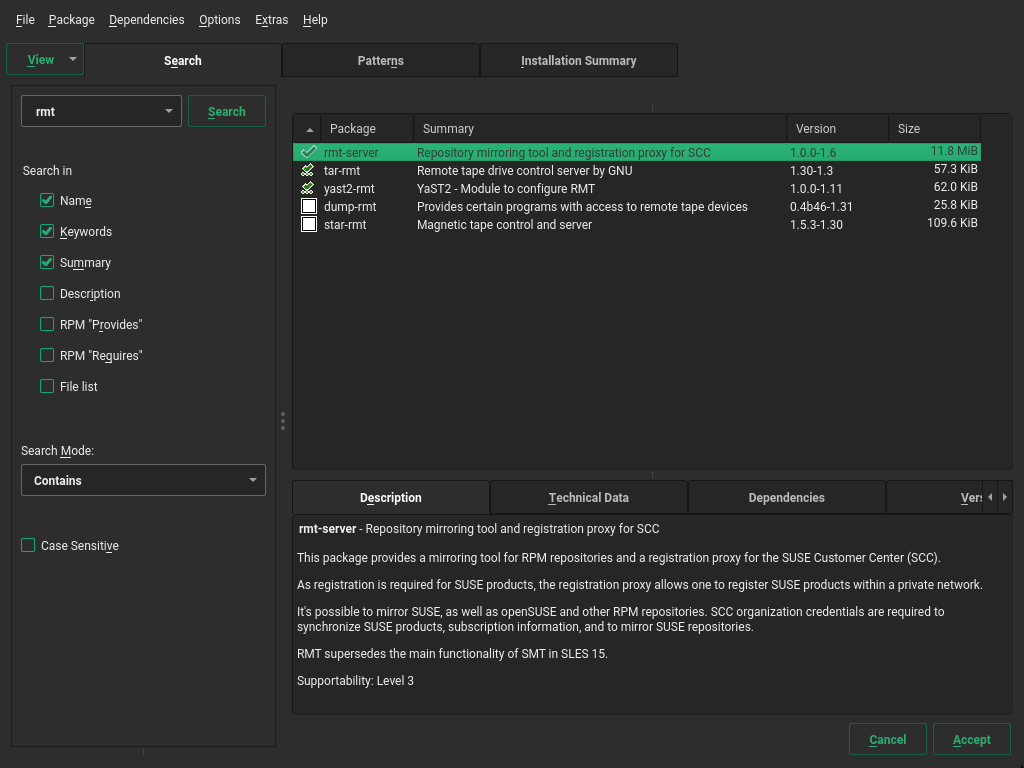 File Package Dependencies Options Extras Help
View Search Patterns Installation Summary
rmt Search
Search in
Name
Keywords
Summary
Description
RPM "Provides"
RPM "Requires"
File list
Search Mode:
Contains
Case Sensitive
Package Summary Version Size
rmt-server Repository mirroring tool and registration proxy for SCC 1.0.0-1.6 11.8 MiB
tar-rmt Remote tape drive control server by GNU 1.30-1.3 57.3 KiB
yast2-rmt YaST2 - Module to configure RMT 1.0.0-1.11 62.0 KiB
dump-rmt Provides certain programs with access to remote tape devices 0.4b46-1.31 25.8 KiB
star-rmt Magnetic tape control and server 1.5.3-1.30 109.6 KiB
Description Technical Data Dependencies Vers
rmt-server - Repository mirroring tool and registration proxy for SCC
This package provides a mirroring tool for RPM repositories and a registration proxy for the SUSE Customer Center (SCC).
As registration is required for SUSE products, the registration proxy allows one to register SUSE products within a private network.
It's possible to mirror SUSE, as well as openSUSE and other RPM repositories. SCC organization credentials are required to
synchronize SUSE products, subscription information, and to mirror SUSE repositories.
RMT supersedes the main functionality of SMT in SLES 15.
Supportability: Level 3
Cancel Accept